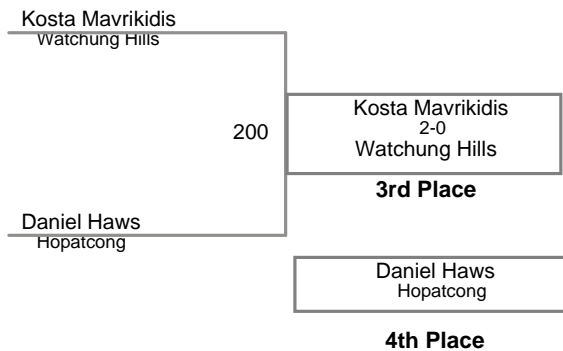 Kosta Mavrikidis
Watchung Hills
200
Kosta Mavrikidis
2-0
Watchung Hills
3rd Place
Daniel Haws
Hopatcong
Daniel Haws
Hopatcong
4th Place